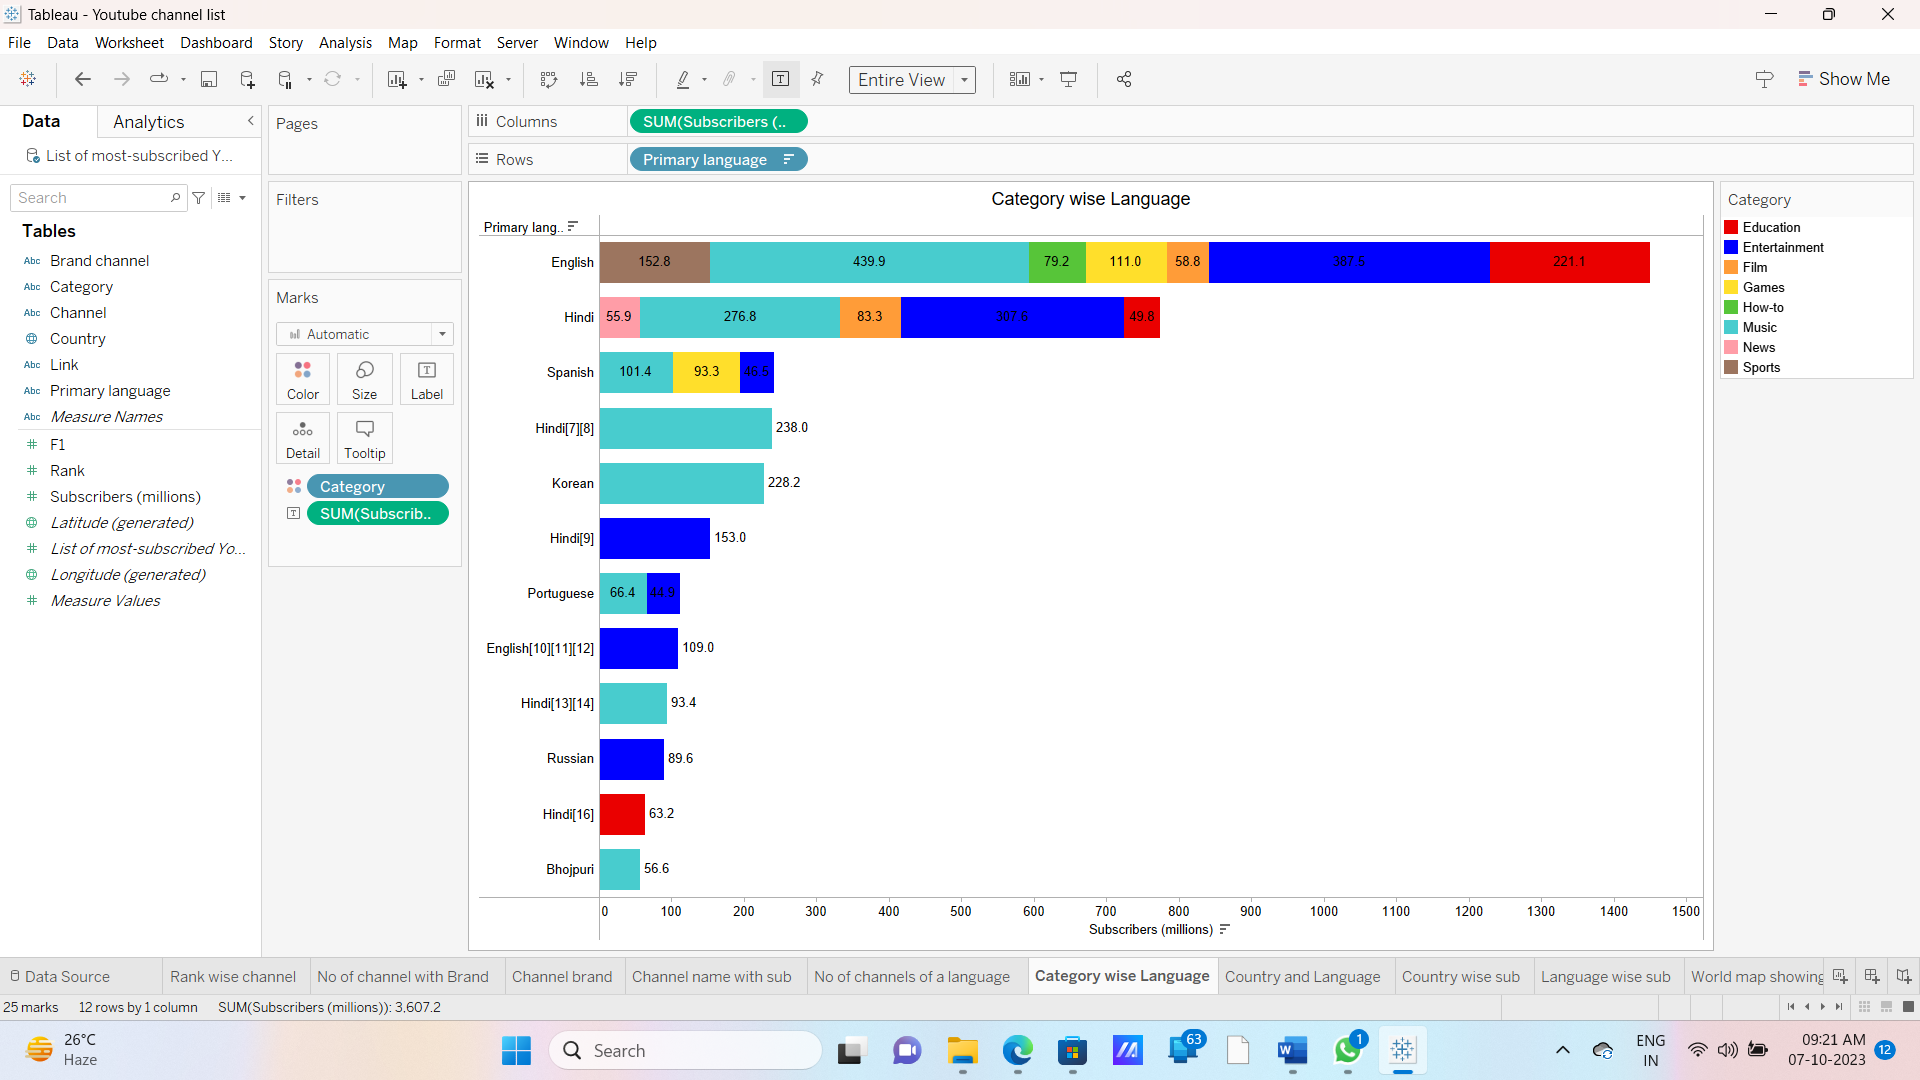 Tableau - Youtube channel list
File Data Worksheet Dashboard Story Analysis Map Format Server Window Help
Entire View
Show Me
Data Analytics
List of most-subscribed Y...
Search
Tables
Abc Brand channel
Abc Category
Abc Channel
Country
Abc Link
Abc Primary language
Abc Measure Names
# F1
# Rank
# Subscribers (millions)
Latitude (generated)
# List of most-subscribed Yo...
Longitude (generated)
# Measure Values
Pages
Filters
Marks
Automatic
Color Size Label
Detail Tooltip
Category
SUM(Subscrib..
Columns SUM(Subscribers (..
Rows Primary language
Category wise Language
Primary lang..
English 152.8 439.9 79.2 111.0 58.8 387.5 221.1
Hindi 55.9 276.8 83.3 307.6 49.8
Spanish 101.4 93.3 46.5
Hindi[7][8] 238.0
Korean 228.2
Hindi[9] 153.0
Portuguese 66.4 44.9
English[10][11][12] 109.0
Hindi[13][14] 93.4
Russian 89.6
Hindi[16] 63.2
Bhojpuri 56.6
0 100 200 300 400 500 600 700 800 900 1000 1100 1200 1300 1400 1500
Subscribers (millions)
Category
Education
Entertainment
Film
Games
How-to
Music
News
Sports
Data Source Rank wise channel No of channel with Brand Channel brand Channel name with sub No of channels of a language Category wise Language Country and Language Country wise sub Language wise sub World map showing
25 marks 12 rows by 1 column SUM(Subscribers (millions)): 3,607.2
26°C
Haze
Search
63
1
ENG
IN
09:21 AM
07-10-2023
12